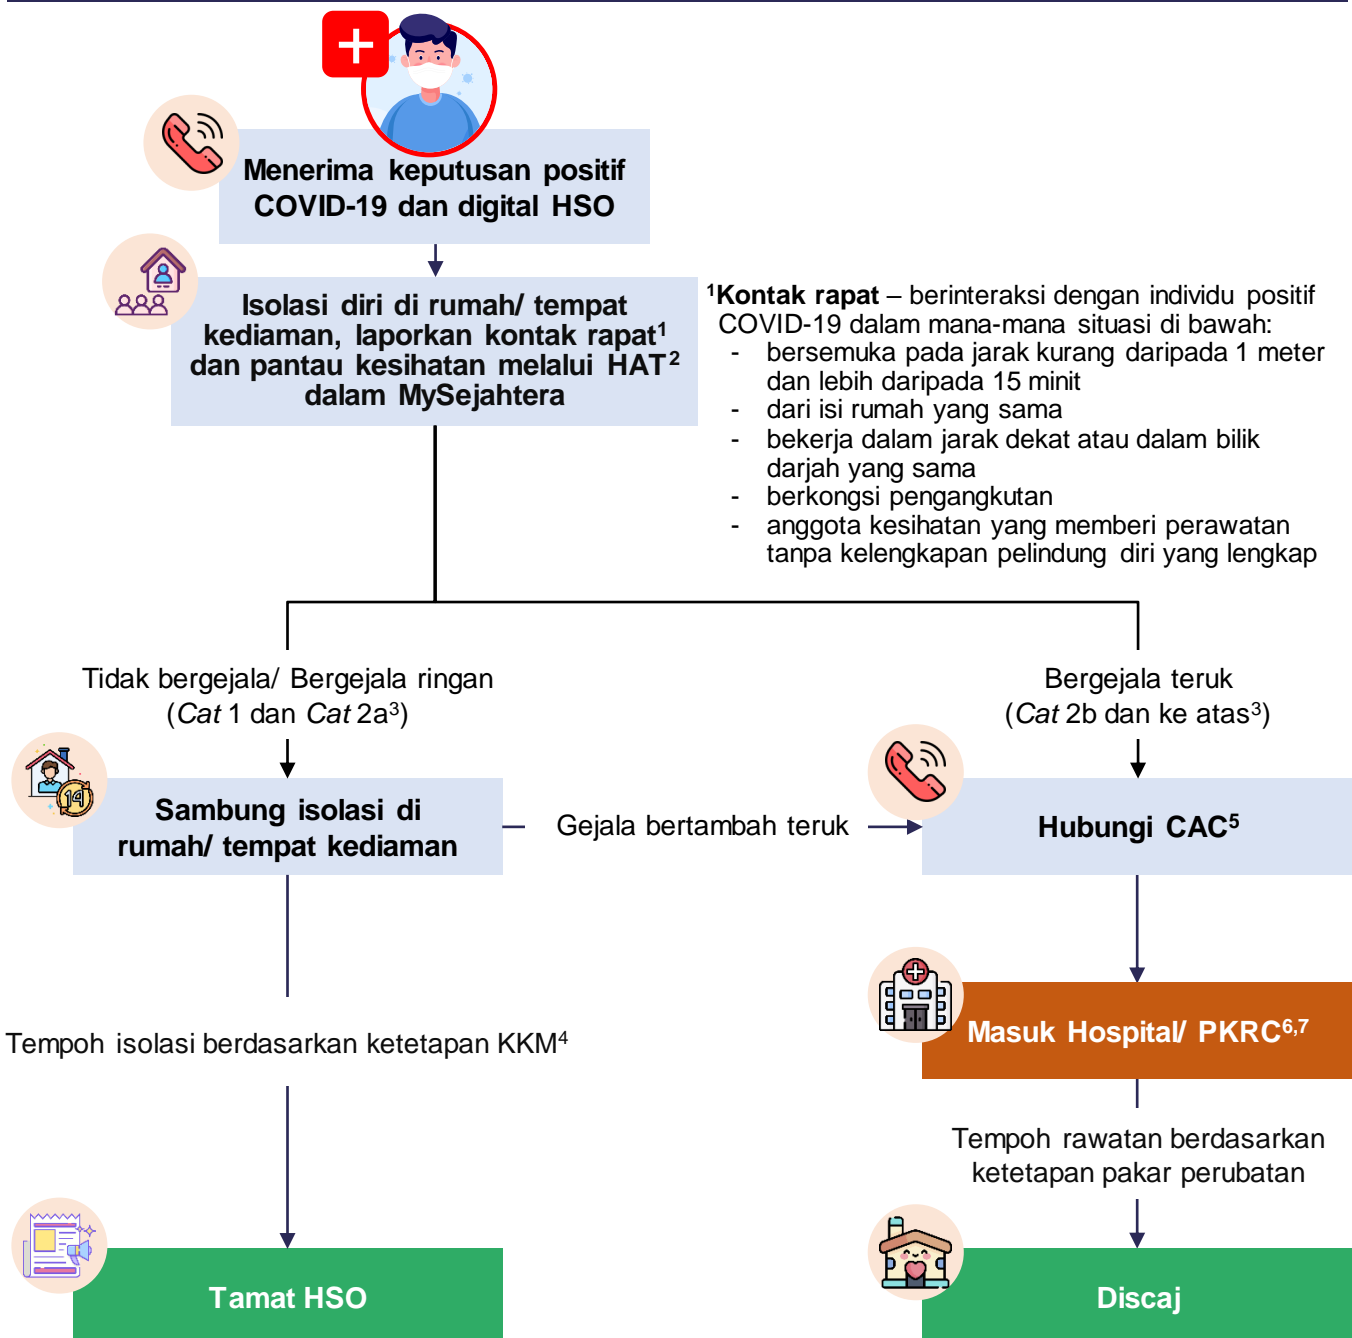 Menerima keputusan positif
COVID-19 dan digital HSO
Isolasi diri di rumah/ tempat
kediaman, laporkan kontak rapat¹
dan pantau kesihatan melalui HAT²
dalam MySejahtera
¹Kontak rapat – berinteraksi dengan individu positif
COVID-19 dalam mana-mana situasi di bawah:
- bersemuka pada jarak kurang daripada 1 meter
dan lebih daripada 15 minit
- dari isi rumah yang sama
- bekerja dalam jarak dekat atau dalam bilik
darjah yang sama
- berkongsi pengangkutan
- anggota kesihatan yang memberi perawatan
tanpa kelengkapan pelindung diri yang lengkap
Tidak bergejala/ Bergejala ringan
(Cat 1 dan Cat 2a³)
Bergejala teruk
(Cat 2b dan ke atas³)
14
Sambung isolasi di
rumah/ tempat kediaman
Gejala bertambah teruk
Hubungi CAC⁵
Masuk Hospital/ PKRC⁶,⁷
Tempoh isolasi berdasarkan ketetapan KKM⁴
Tempoh rawatan berdasarkan
ketetapan pakar perubatan
Tamat HSO
Discaj